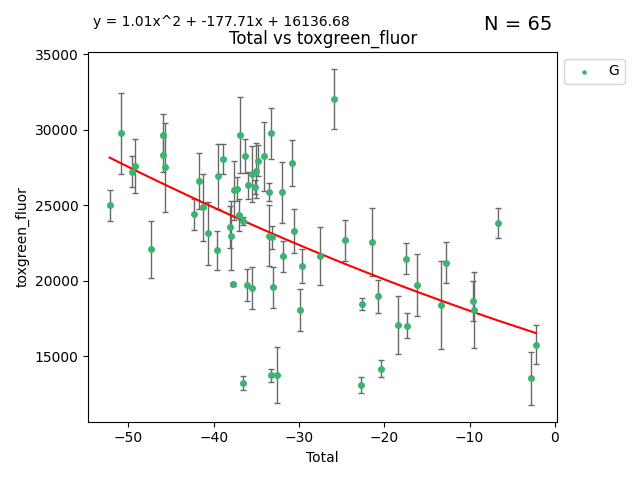 y = 1.01x^2 + -177.71x + 16136.68
N = 65
Total vs toxgreen_fluor
G
35000
30000
25000
20000
15000
toxgreen_fluor
−50
−40
−30
−20
−10
0
Total